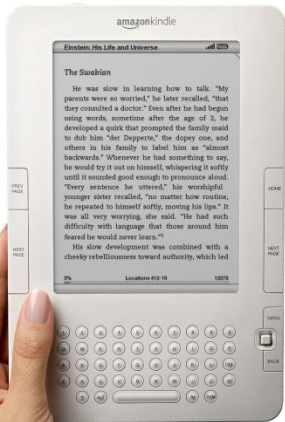 amazonkindle
Einstein: His Life and Universe
The Swabian
He was slow in learning how to talk. "My
parents were so worried," he later recalled, "that
they consulted a doctor." Even after he had begun
using words, sometime after the age of 2, he
developed a quirk that prompted the family maid
to dub him "der Depperte," the dopey one, and
others in his family to label him as "almost
backwards." Whenever he had something to say,
he would try it out on himself, whispering it softly
until it sounded good enough to pronounce aloud.
"Every sentence he uttered," his worshipful
younger sister recalled, "no matter how routine,
he repeated to himself softly, moving his lips." It
was all very worrying, she said. "He had such
difficulty with language that those around him
feared he would never learn."
His slow development was combined with a
cheeky rebelliousness toward authority, which led
3%
Locations 412-19
PREV
PAGE
NEXT
PAGE
HOME
NEXT
PAGE
MENU
BACK